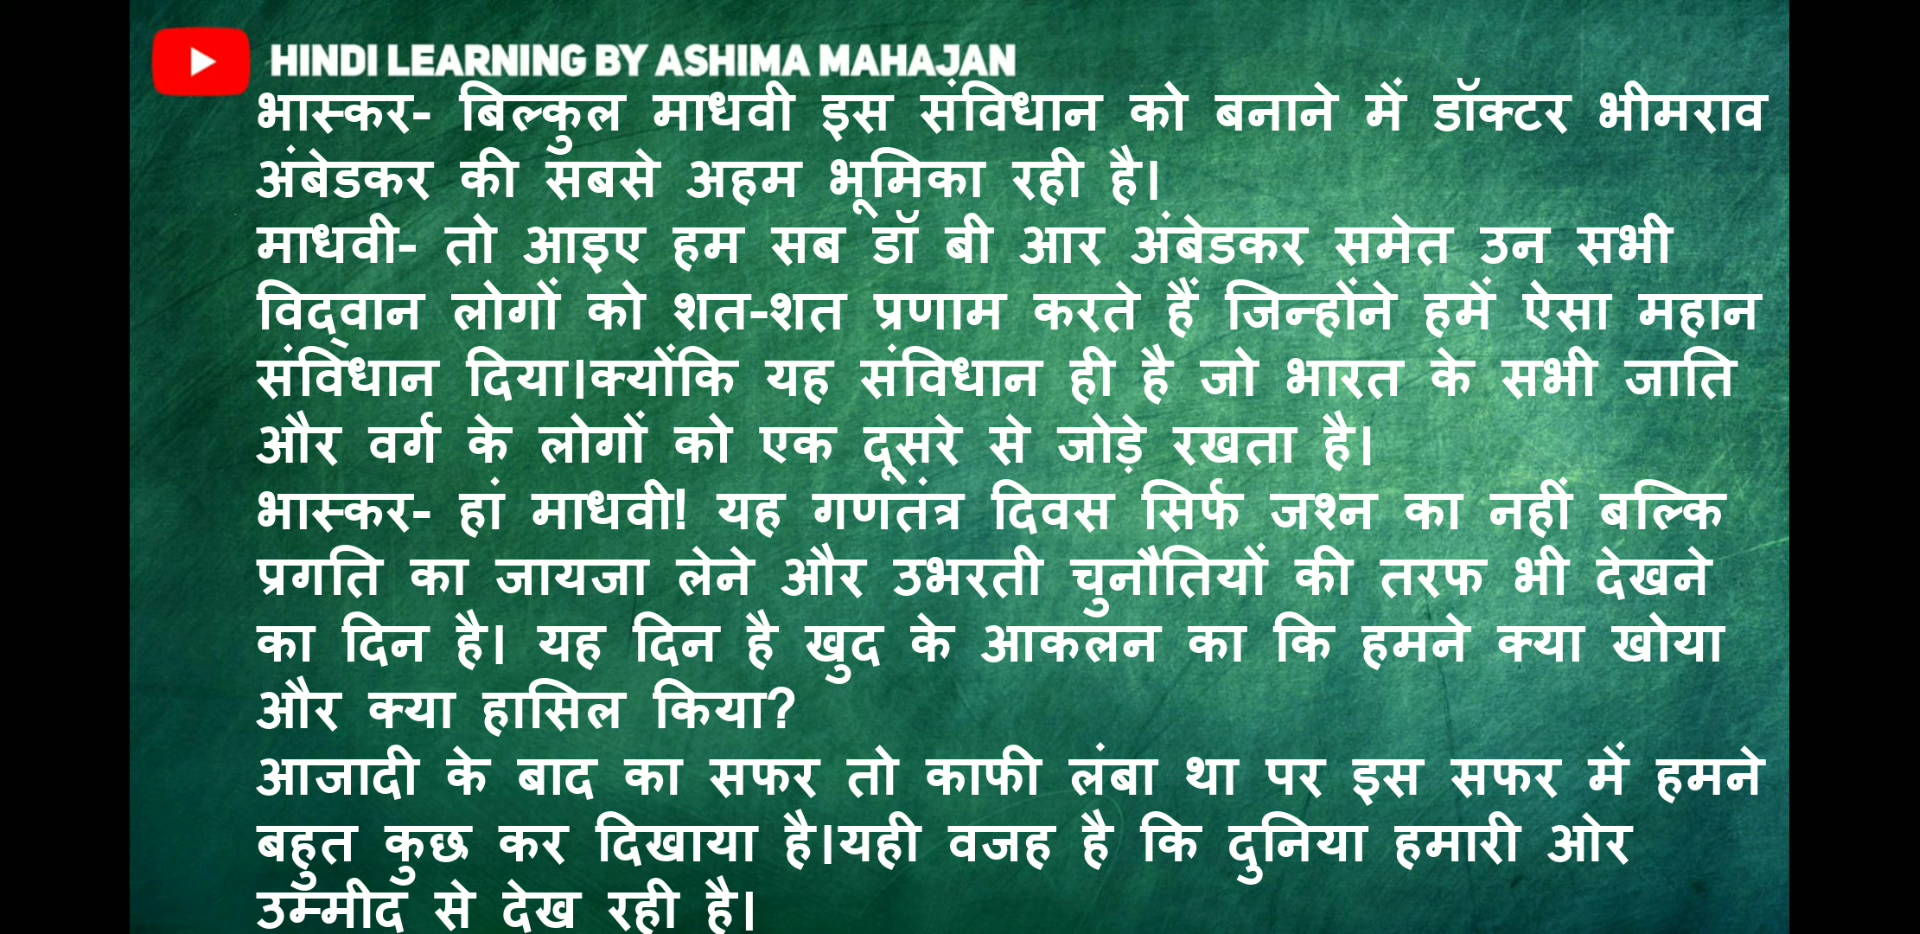 HINDI LEARNING BY ASHIMA MAHAJAN
भास्कर- बिल्कुल माधवी इस संविधान को बनाने में डॉक्टर भीमराव
अंबेडकर की सबसे अहम भूमिका रही है।
माधवी- तो आइए हम सब डॉ बी आर अंबेडकर समेत उन सभी
विद्वान लोगों को शत-शत प्रणाम करते हैं जिन्होंने हमें ऐसा महान
संविधान दिया।क्योंकि यह संविधान ही है जो भारत के सभी जाति
और वर्ग के लोगों को एक दूसरे से जोड़े रखता है।
भास्कर- हां माधवी! यह गणतंत्र दिवस सिर्फ जश्न का नहीं बल्कि
प्रगति का जायजा लेने और उभरती चुनौतियों की तरफ भी देखने
का दिन है। यह दिन है खुद के आकलन का कि हमने क्या खोया
और क्या हासिल किया?
आजादी के बाद का सफर तो काफी लंबा था पर इस सफर में हमने
बहुत कुछ कर दिखाया है।यही वजह है कि दुनिया हमारी ओर
उम्मीद से देख रही है।